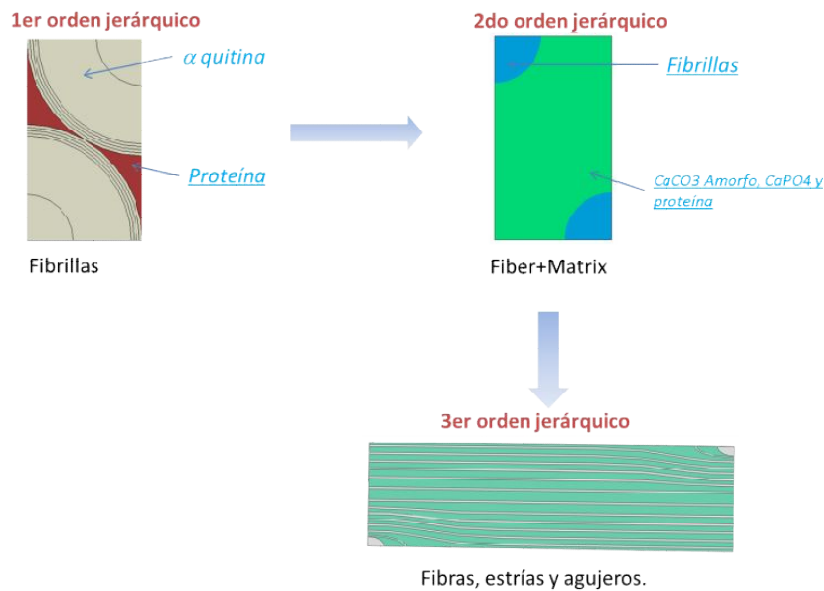 1er orden jerárquico
α quitina
Proteína
Fibrillas
2do orden jerárquico
Fibrillas
CaCO3 Amorfo, CaPO4 y
proteína
Fiber+Matrix
3er orden jerárquico
Fibras, estrías y agujeros.